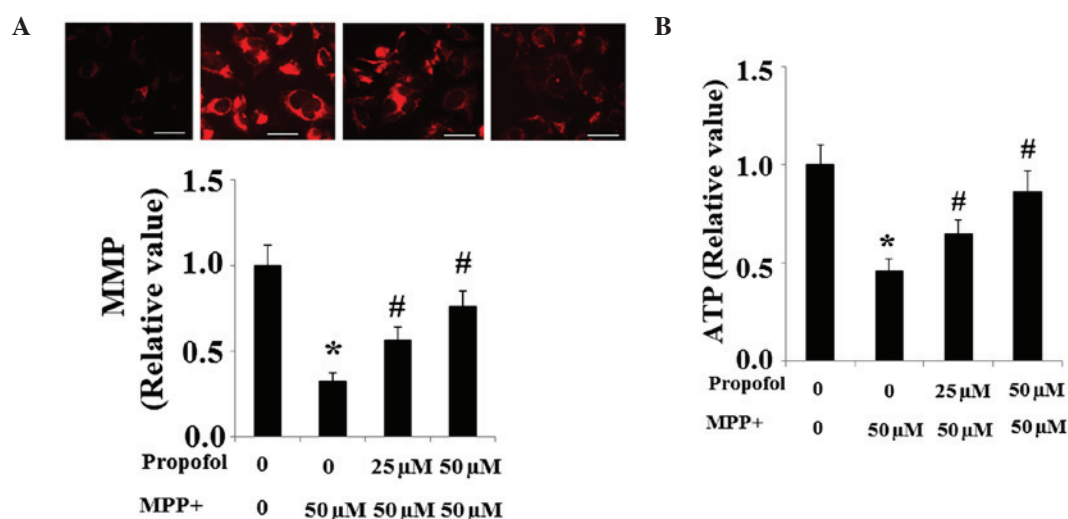 A
MMP
(Relative value)
1.5
1.0
0.5
0.0
*
#
#
Propofol 0 0 25 µM 50 µM
MPP+ 0 50 µM 50 µM 50 µM
B
ATP (Relative value)
1.5
1.0
0.5
0.0
*
#
#
Propofol 0 0 25 µM 50 µM
MPP+ 0 50 µM 50 µM 50 µM